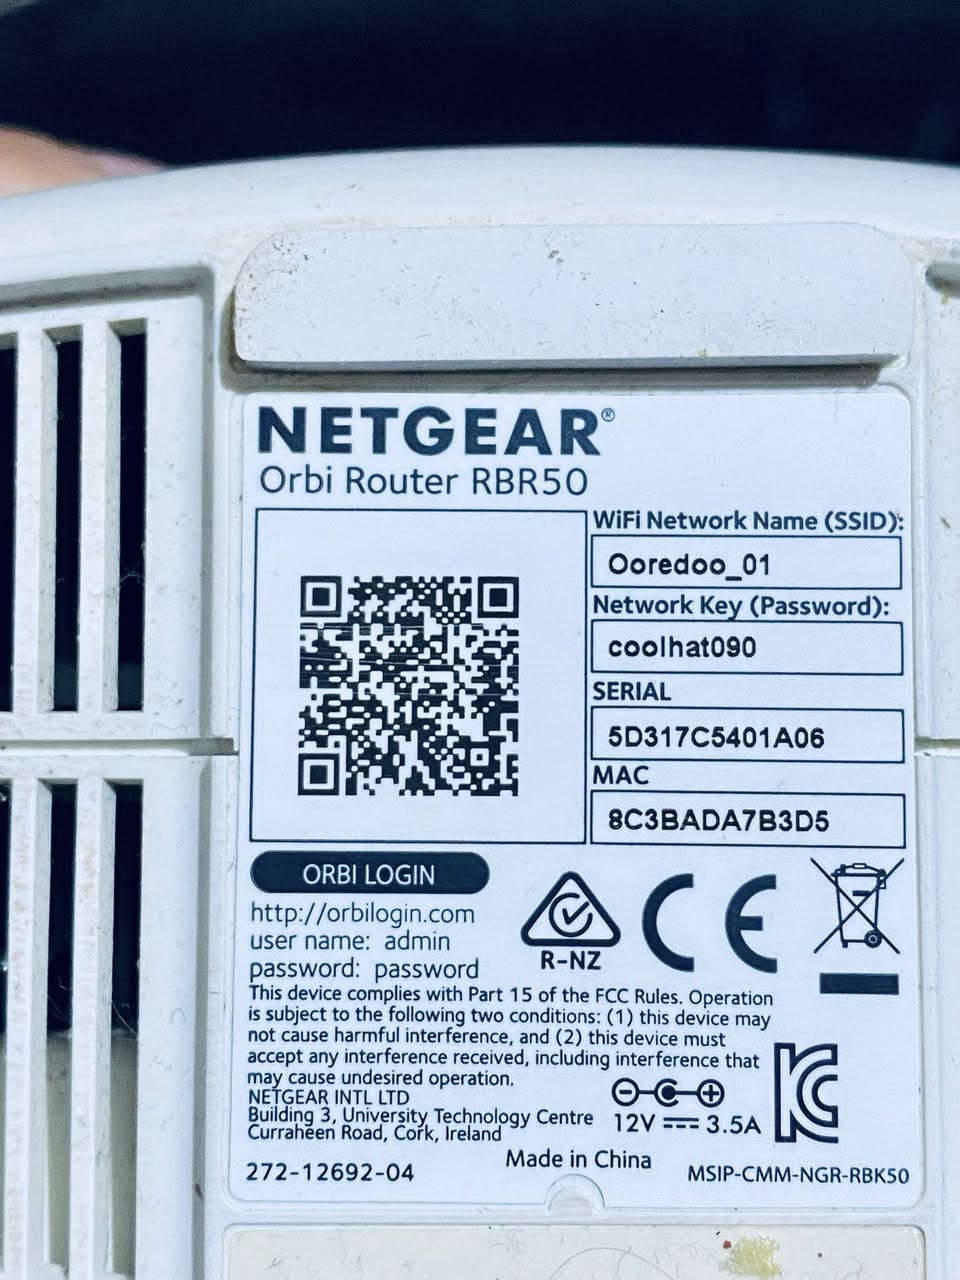 NETGEAR®
Orbi Router RBR50
WiFi Network Name (SSID):
Ooredoo_01
Network Key (Password):
coolhat090
SERIAL
5D317C5401A06
MAC
8C3BADA7B3D5
ORBI LOGIN
http://orbilogin.com
user name: admin
password: password
R-NZ
CE
This device complies with Part 15 of the FCC Rules. Operation
is subject to the following two conditions: (1) this device may
not cause harmful interference, and (2) this device must
accept any interference received, including interference that
may cause undesired operation.
NETGEAR INTL LTD
Building 3, University Technology Centre
Curraheen Road, Cork, Ireland
12V ⎓ 3.5A
272-12692-04
Made in China
MSIP-CMM-NGR-RBK50